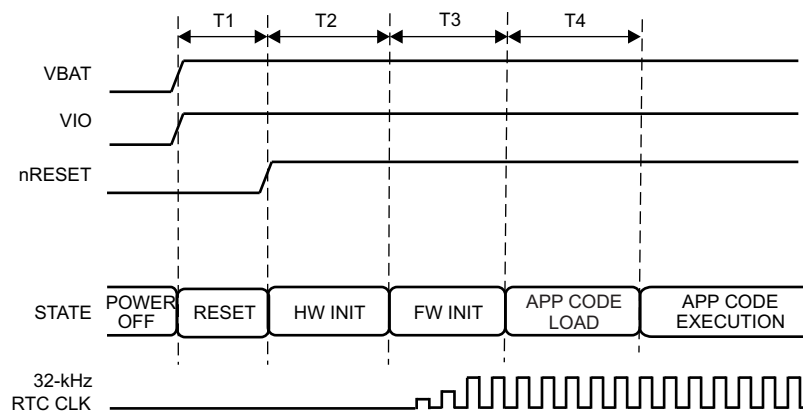 T1 T2 T3 T4
VBAT
VIO
nRESET
STATE
POWER
OFF
RESET
HW INIT
FW INIT
APP CODE
LOAD
APP CODE
EXECUTION
32-kHz
RTC CLK